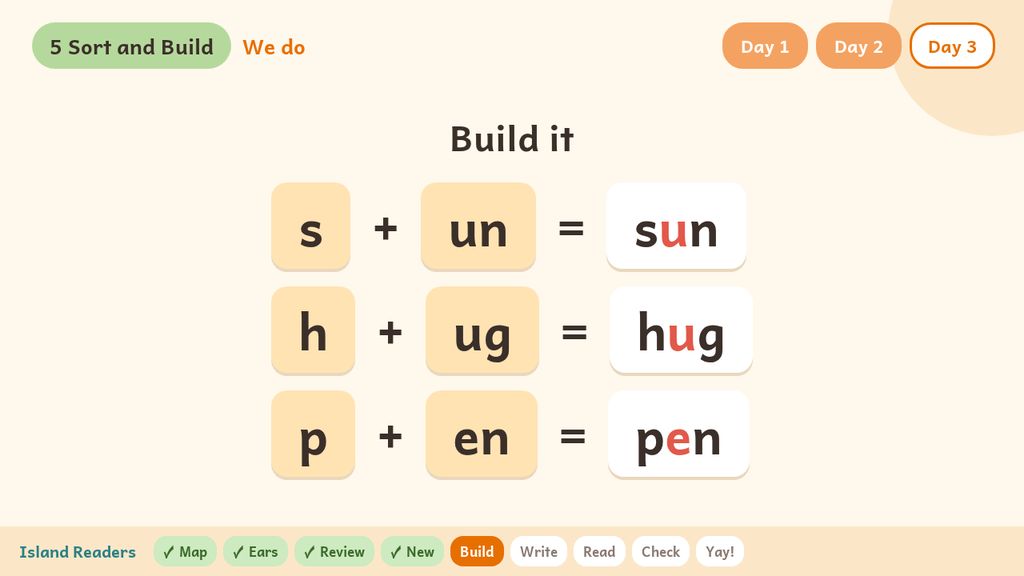 5 Sort and Build We do Day 1 Day 2 Day 3
Build it
s + un = sun
h + ug = hug
p + en = pen
Island Readers ✓ Map ✓ Ears ✓ Review ✓ New Build Write Read Check Yay!